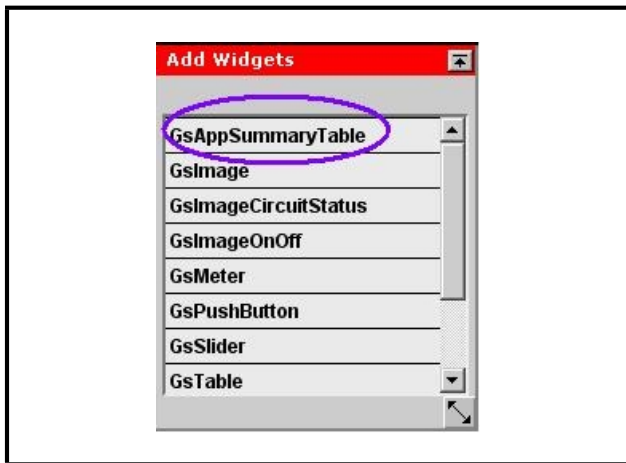 Add Widgets
GsAppSummaryTable
GsImage
GsImageCircuitStatus
GsImageOnOff
GsMeter
GsPushButton
GsSlider
GsTable